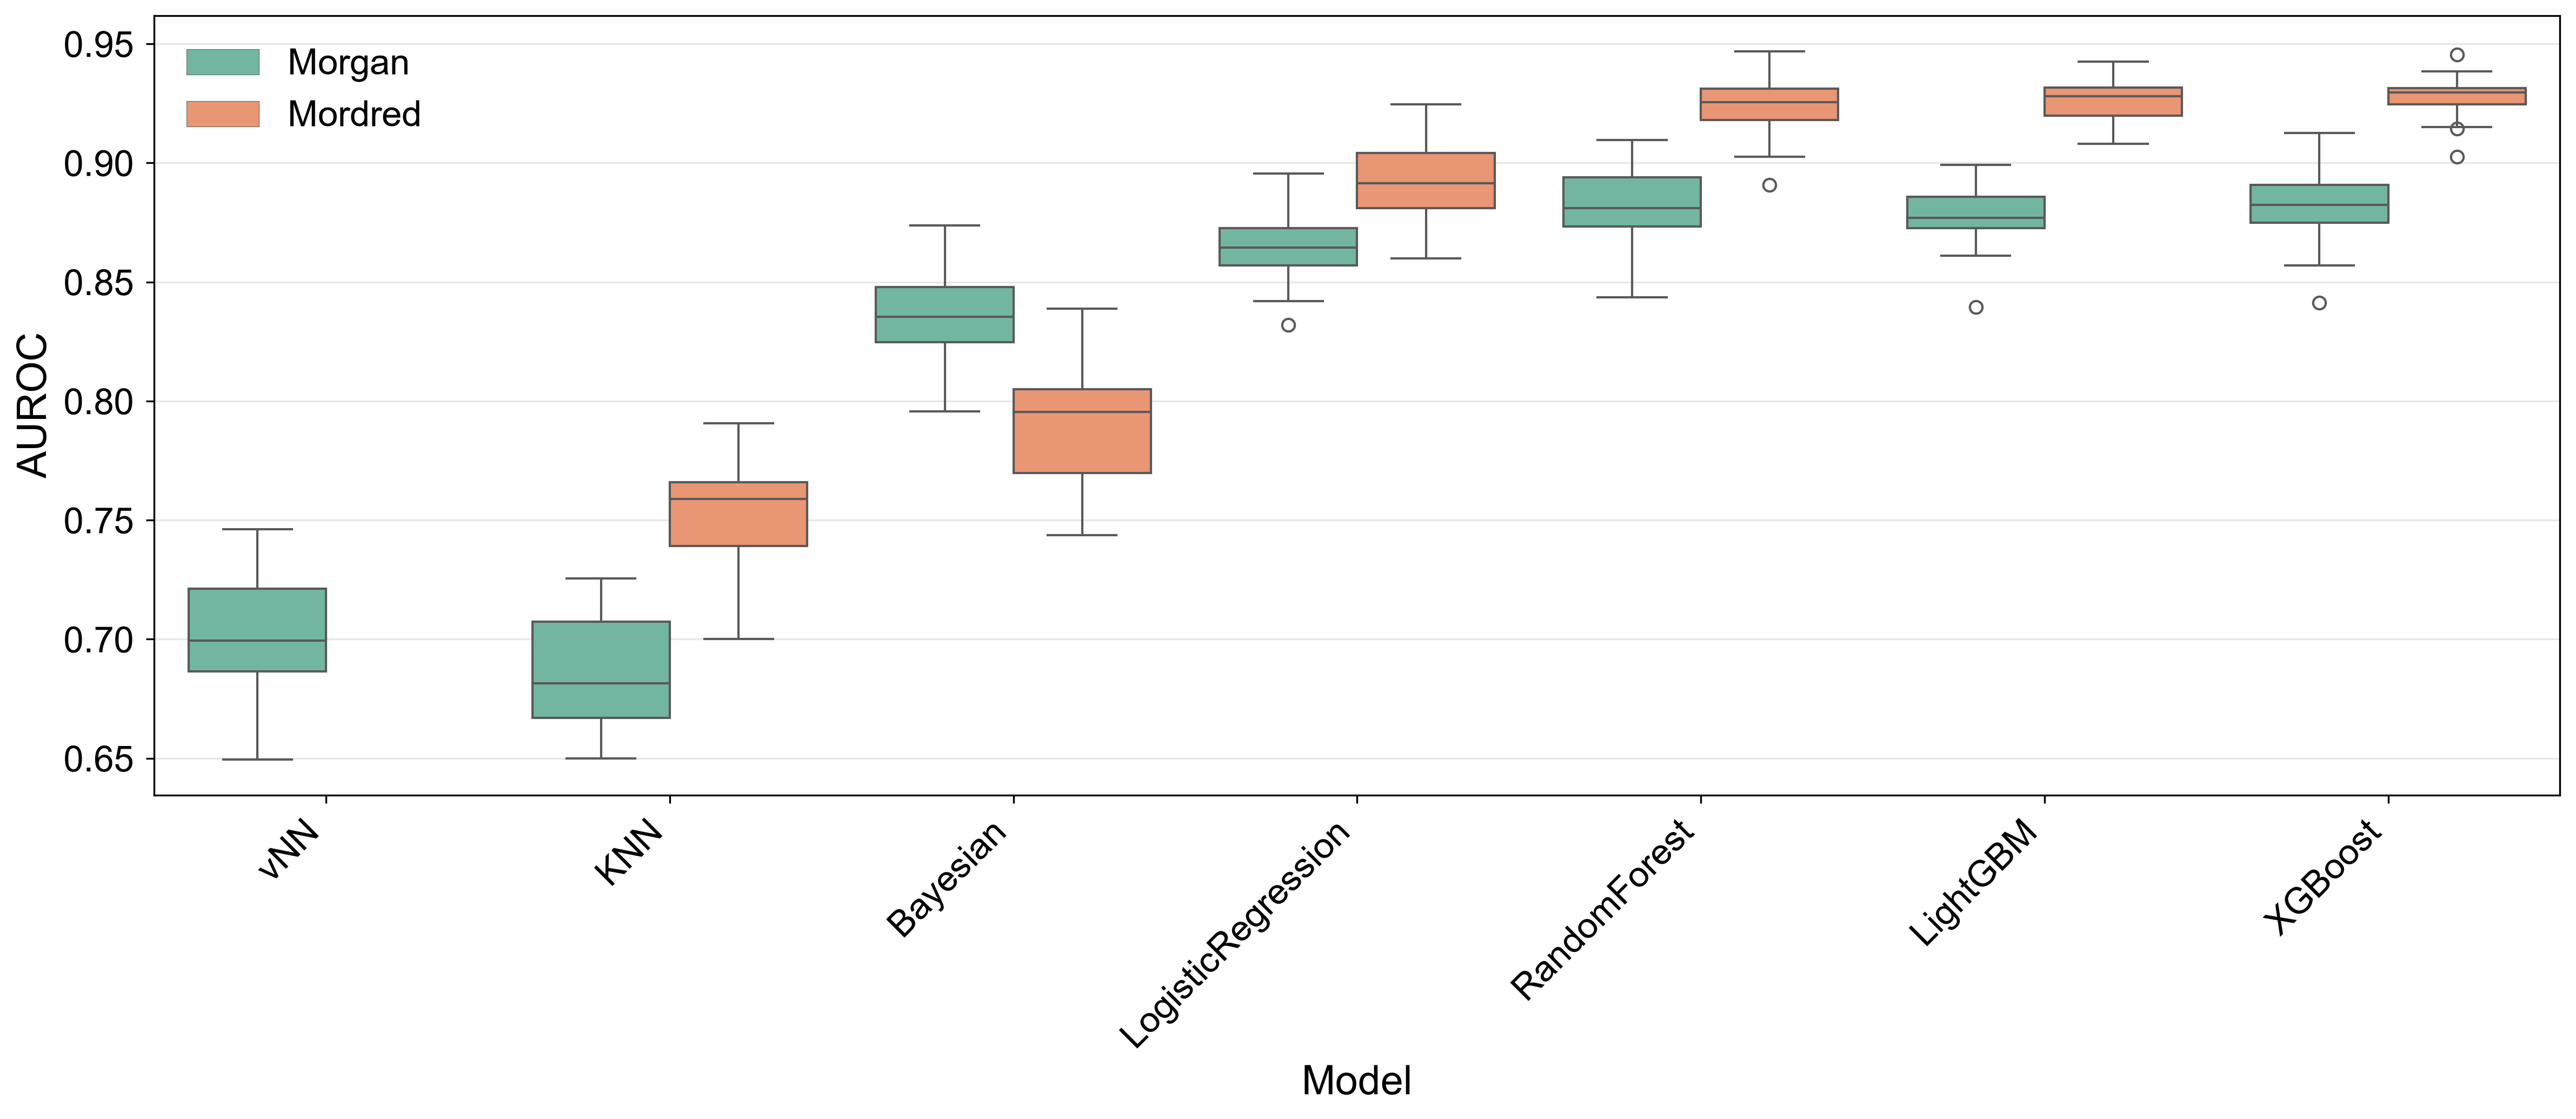 Morgan
Mordred
0.95
0.90
0.85
0.80
0.75
0.70
0.65
AUROC
vNN
KNN
Bayesian
LogisticRegression
RandomForest
LightGBM
XGBoost
Model